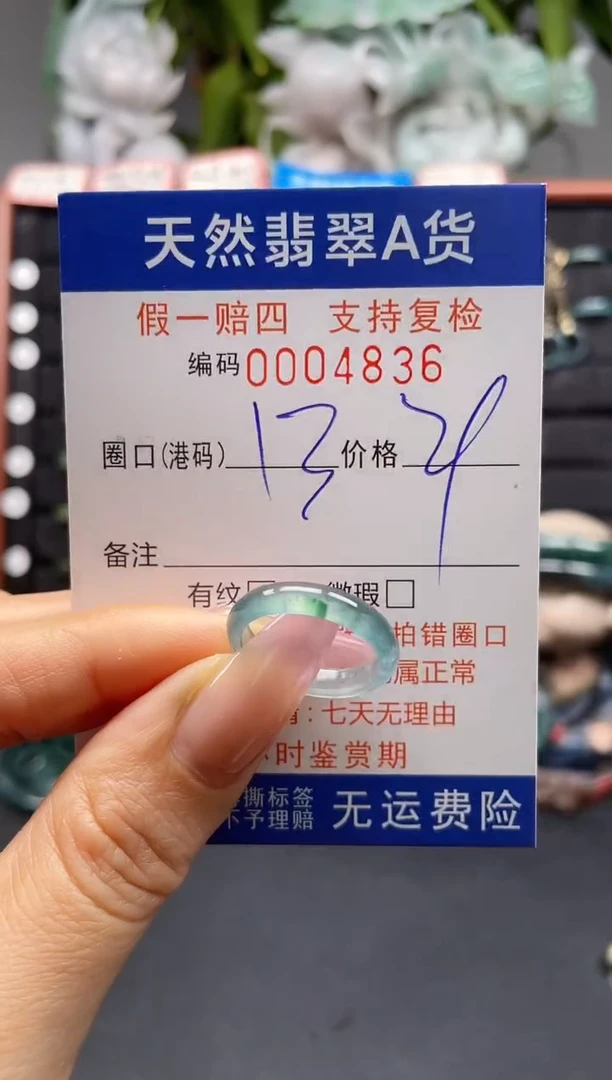 天然翡翠A货
假一赔四 支持复检
编码0004836
圈口(港码) 13 价格
备注
有纹 微瑕
拍错圈口
属正常
:七天无理由
时鉴赏期
撕标签
不予理赔
无运费险